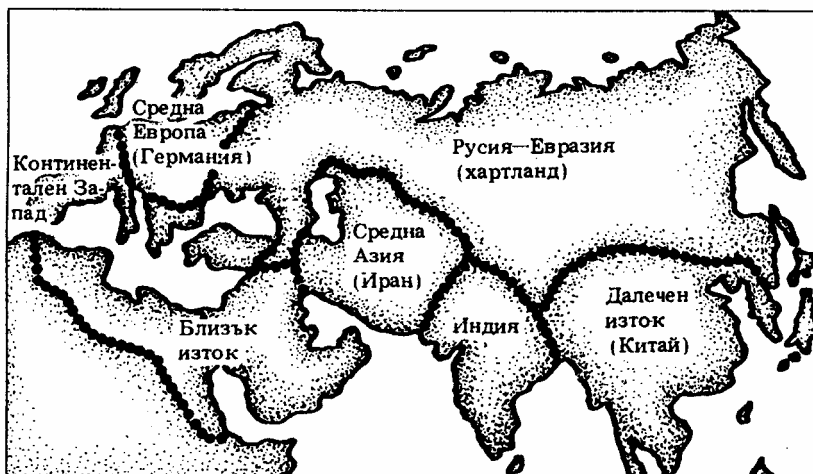 Средна
Европа
(Германия)
Континен-
тален За-
пад
Русия—Евразия
(хартланд)
Средна
Азия
(Иран)
Близък
изток
Индия
Далечен
изток
(Китай)